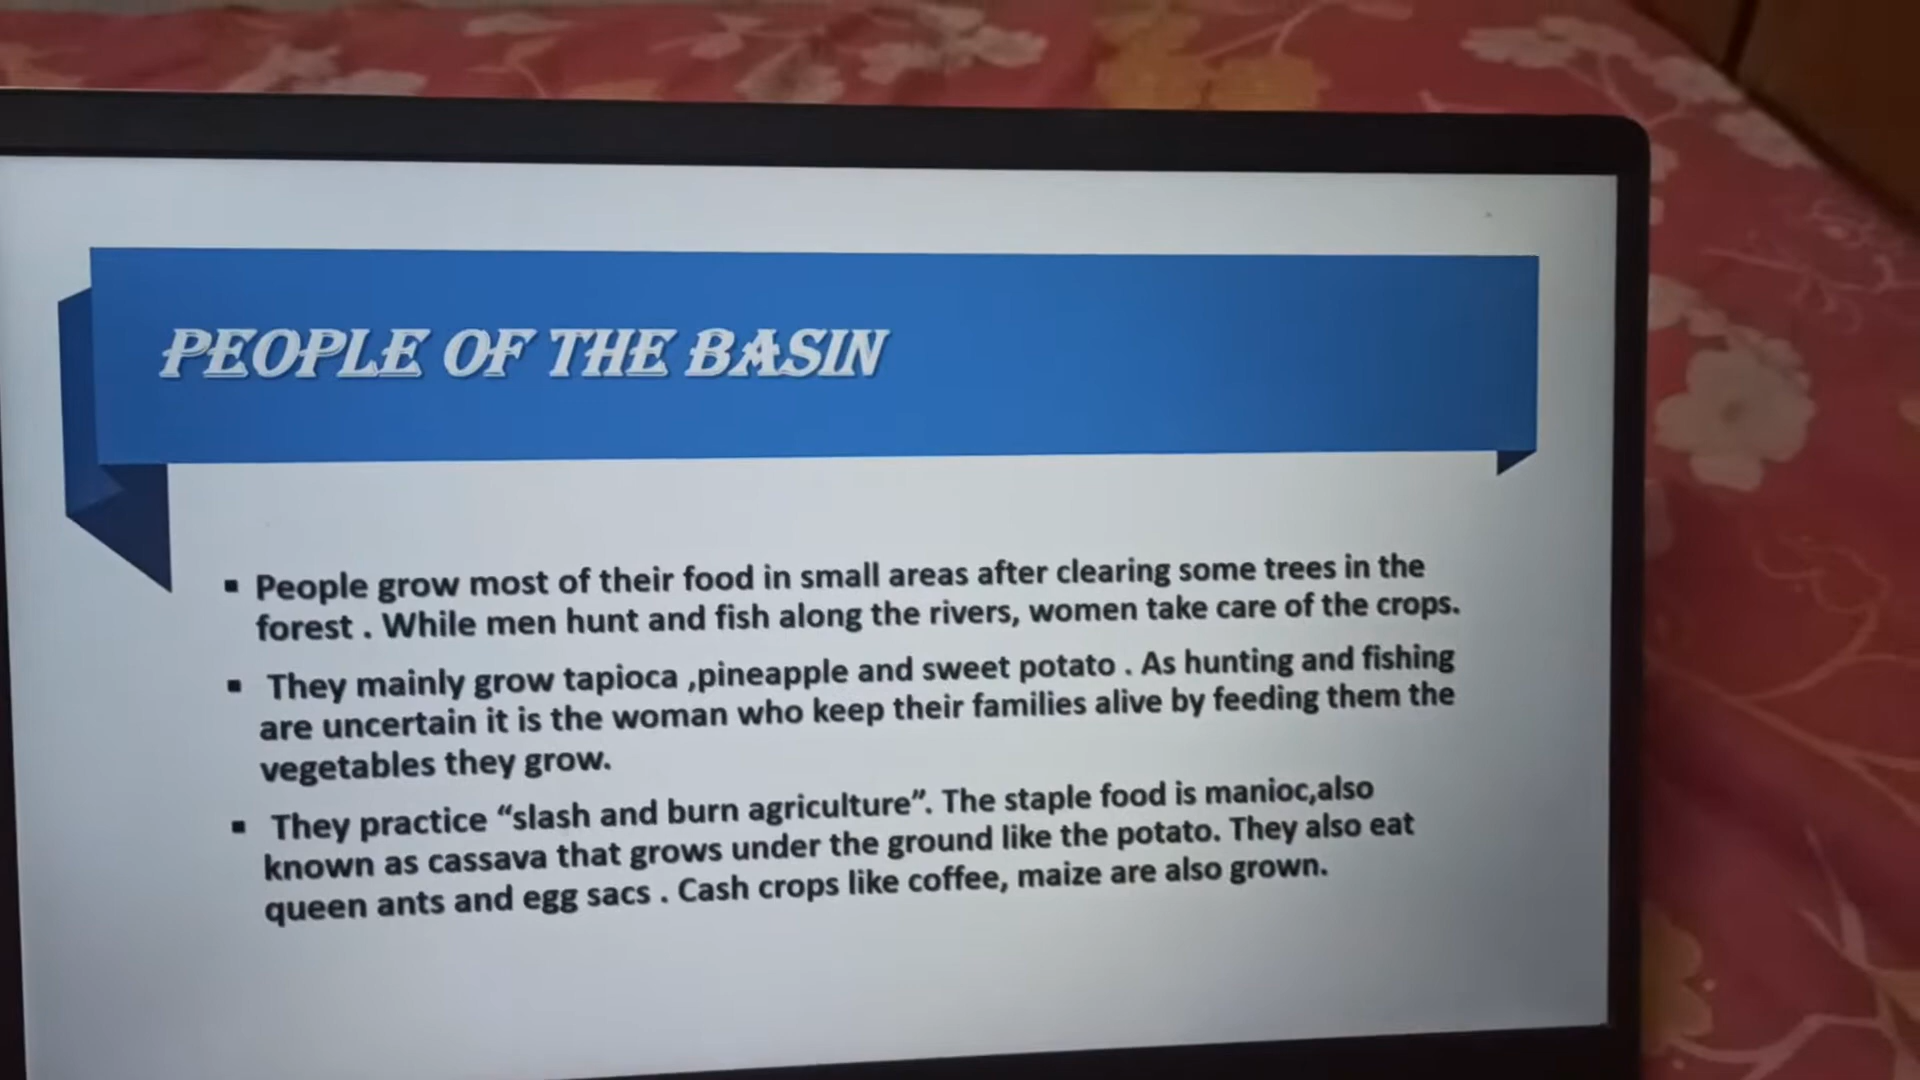 PEOPLE OF THE BASIN
▪ People grow most of their food in small areas after clearing some trees in the
forest . While men hunt and fish along the rivers, women take care of the crops.
▪ They mainly grow tapioca ,pineapple and sweet potato . As hunting and fishing
are uncertain it is the woman who keep their families alive by feeding them the
vegetables they grow.
▪ They practice “slash and burn agriculture”. The staple food is manioc,also
known as cassava that grows under the ground like the potato. They also eat
queen ants and egg sacs . Cash crops like coffee, maize are also grown.